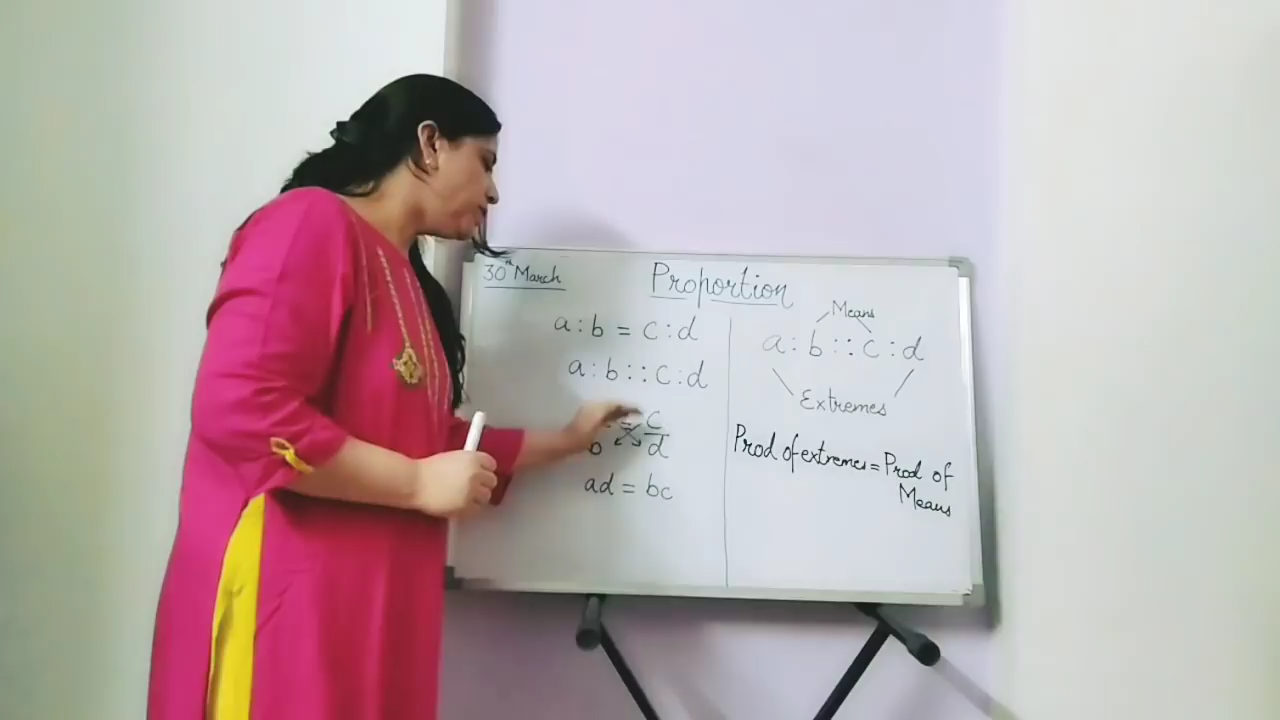 30th March
Proportion
a : b = c : d
a : b : : c : d
b = c/d
ad = bc
Means
a : b : : c : d
Extremes
Prod of extremes = Prod of
Means